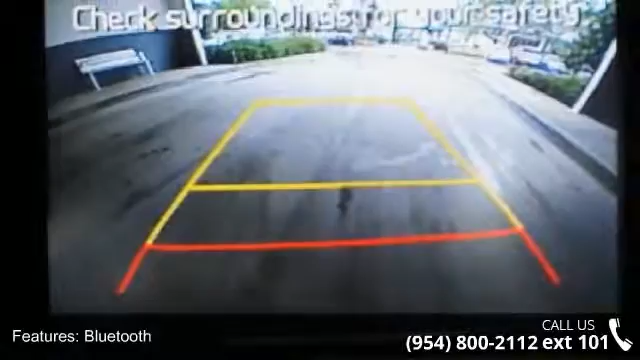 Check surroundings for your safety
Features: Bluetooth
CALL US
(954) 800-2112 ext 101